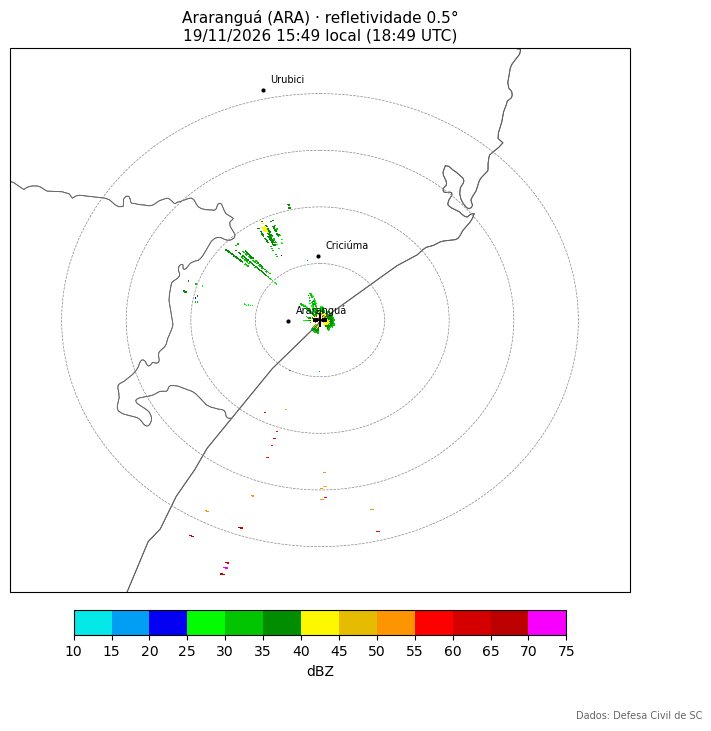 Araranguá (ARA) · refletividade 0.5°
19/11/2026 15:49 local (18:49 UTC)
Urubici
Criciúma
Araranguá
10 15 20 25 30 35 40 45 50 55 60 65 70 75
dBZ
Dados: Defesa Civil de SC